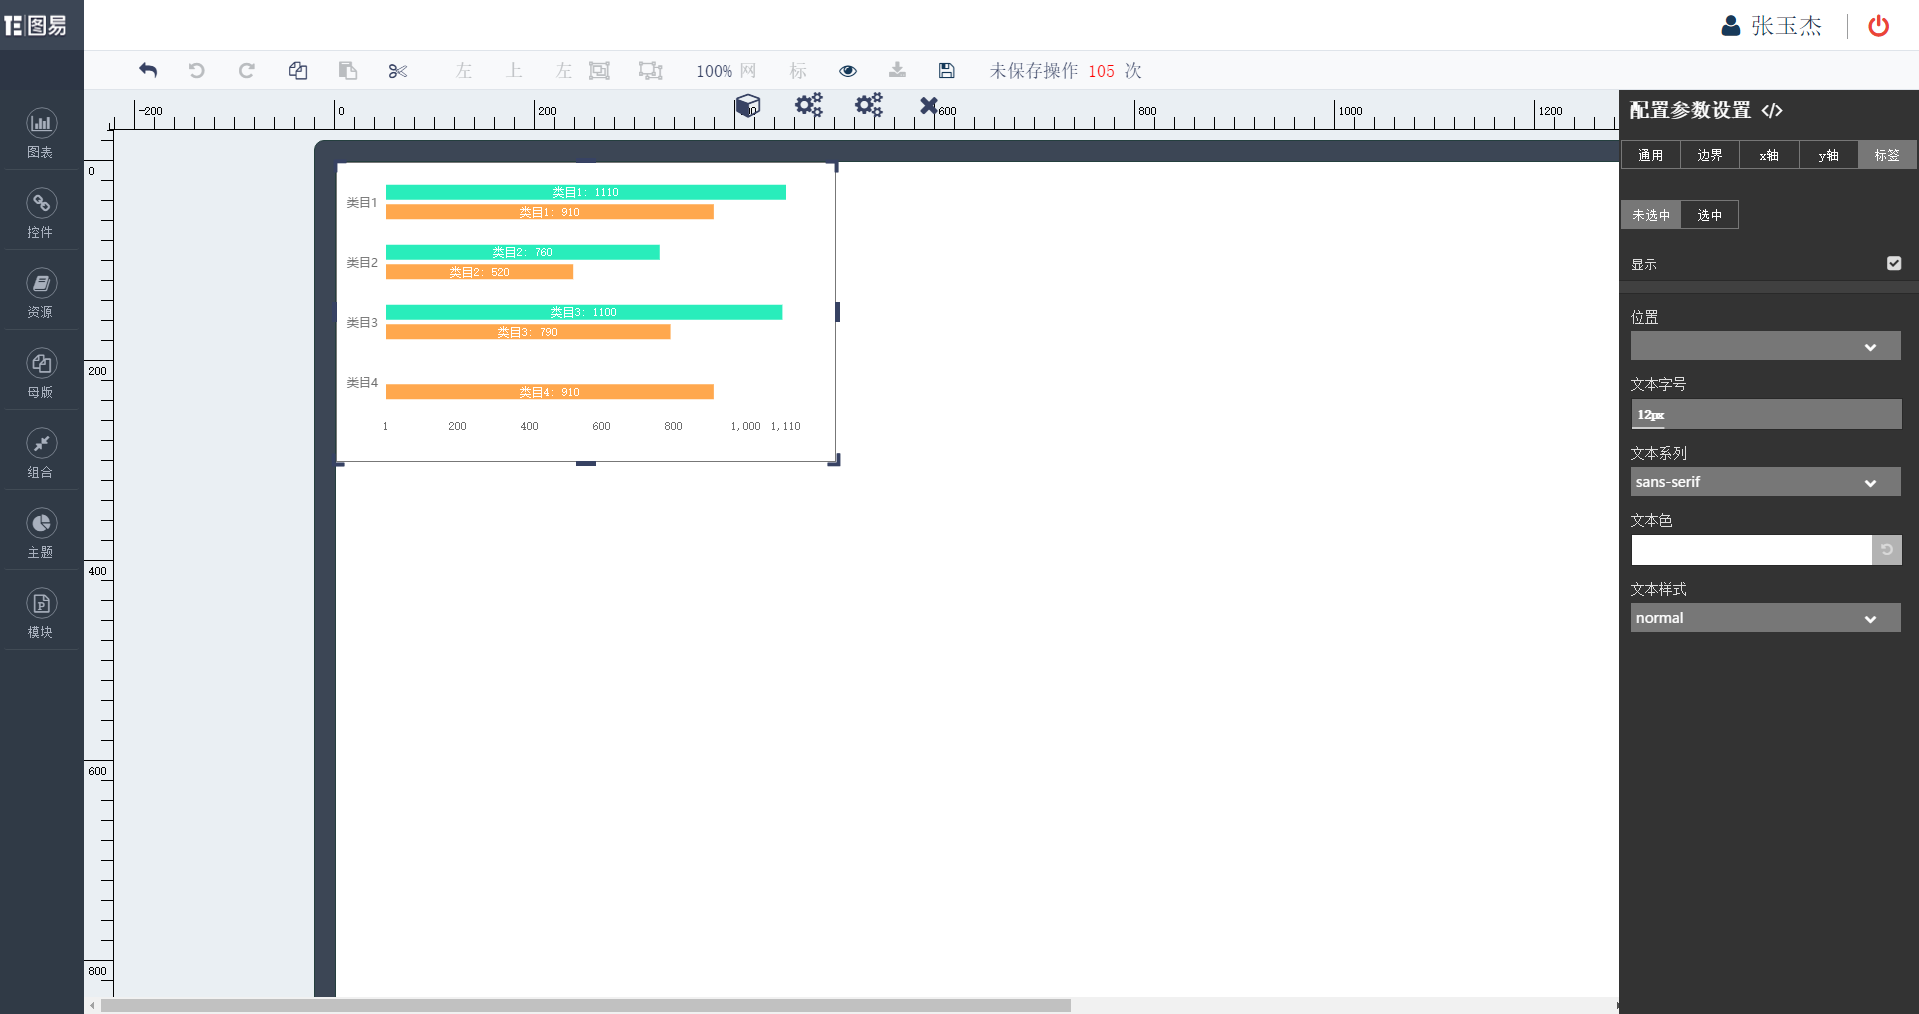 图易
张玉杰
左 上 左 100% 网 标 未保存操作 105 次
图表
控件
资源
母版
组合
主题
模块
-200 0 200 600 800 1000 1200
0
200
400
600
800
类目1
类目1: 1110
类目1: 910
类目2
类目2: 760
类目2: 520
类目3
类目3: 1100
类目3: 790
类目4
类目4: 910
1 200 400 600 800 1,000 1,110
配置参数设置 </>
通用 边界 x轴 y轴 标签
未选中 选中
显示
位置
文本字号
12px
文本系列
sans-serif
文本色
文本样式
normal